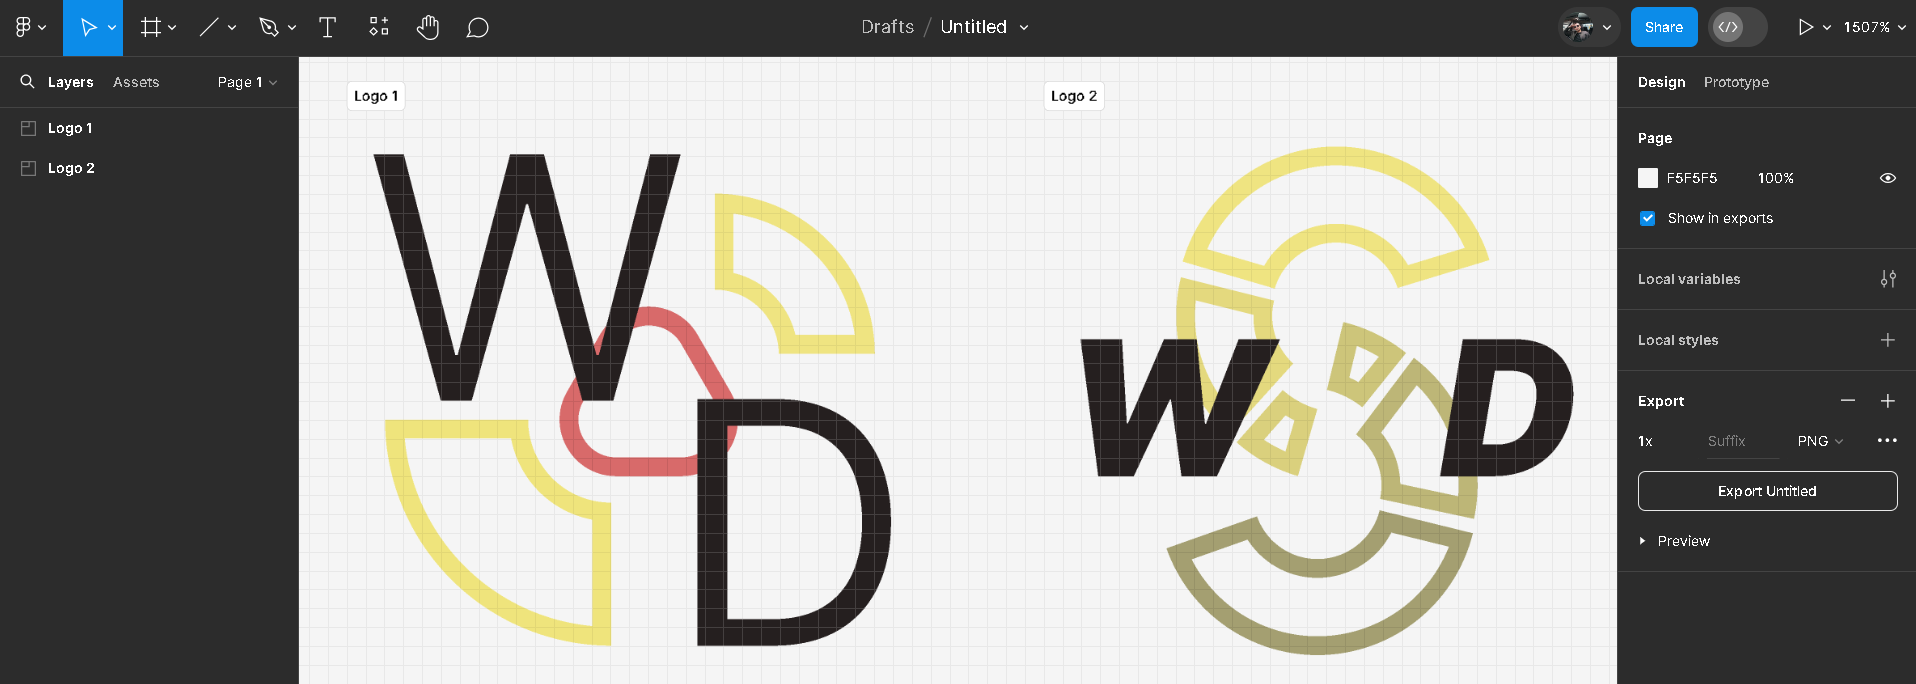 Drafts / Untitled
Share
1507%
Layers Assets Page 1
Logo 1
Logo 2
Logo 1
W
D
Logo 2
W D
Design Prototype
Page
F5F5F5 100%
Show in exports
Local variables
Local styles
Export
1x Suffix PNG
Export Untitled
Preview